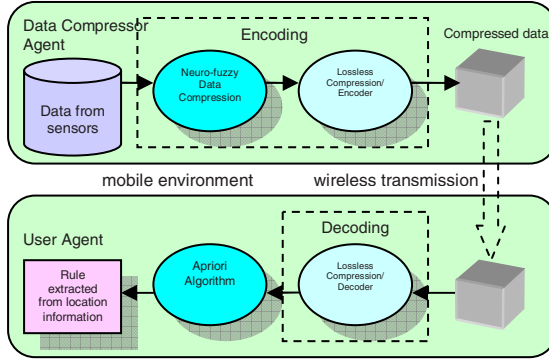 Data Compressor
Agent
Encoding
Compressed data
Data from
sensors
Neuro-fuzzy
Data
Compression
Lossless
Compression/
Encoder
mobile environment
wireless transmission
User Agent
Decoding
Rule
extracted
from location
information
Apriori
Algorithm
Lossless
Compression/
Decoder